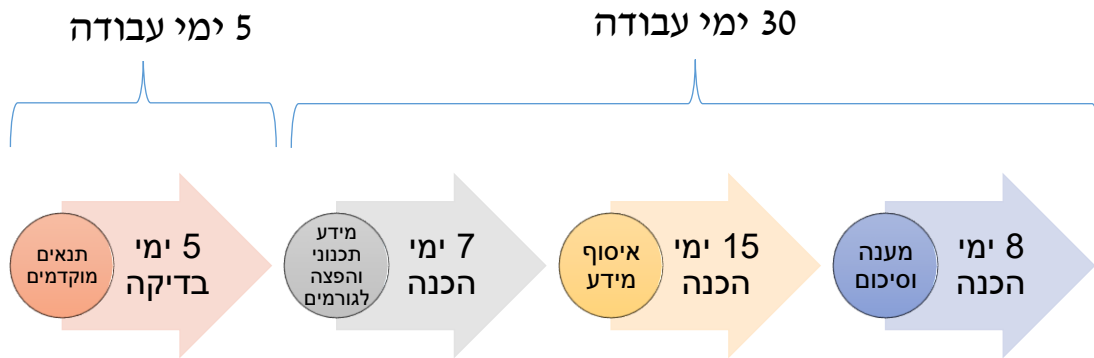 5 ימי עבודה
30 ימי עבודה
תנאים
מוקדמים
5 ימי
בדיקה
מידע
תכנוני
והפצה
לגורמים
7 ימי
הכנה
איסוף
מידע
15 ימי
הכנה
מענה
וסיכום
8 ימי
הכנה